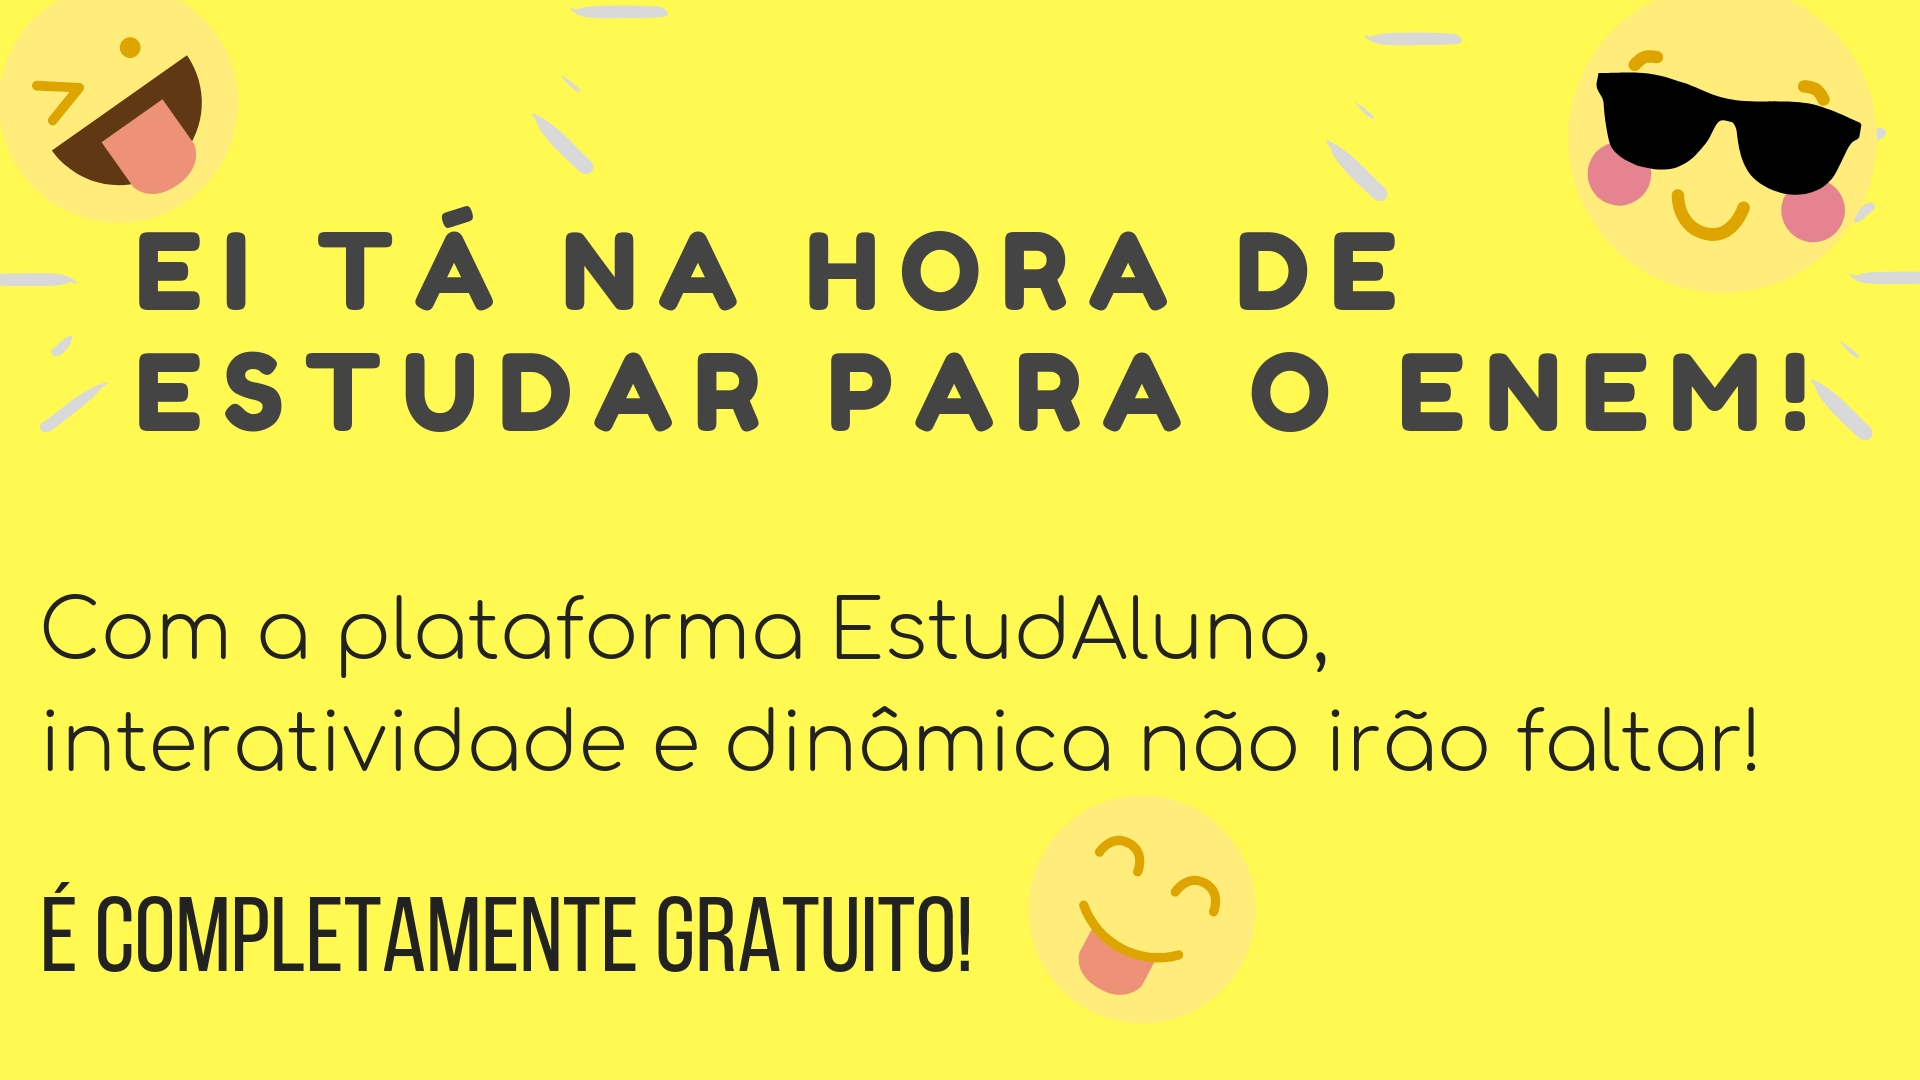 EI TÁ NA HORA DE
ESTUDAR PARA O ENEM!
Com a plataforma EstudAluno,
interatividade e dinâmica não irão faltar!
É COMPLETAMENTE GRATUITO!